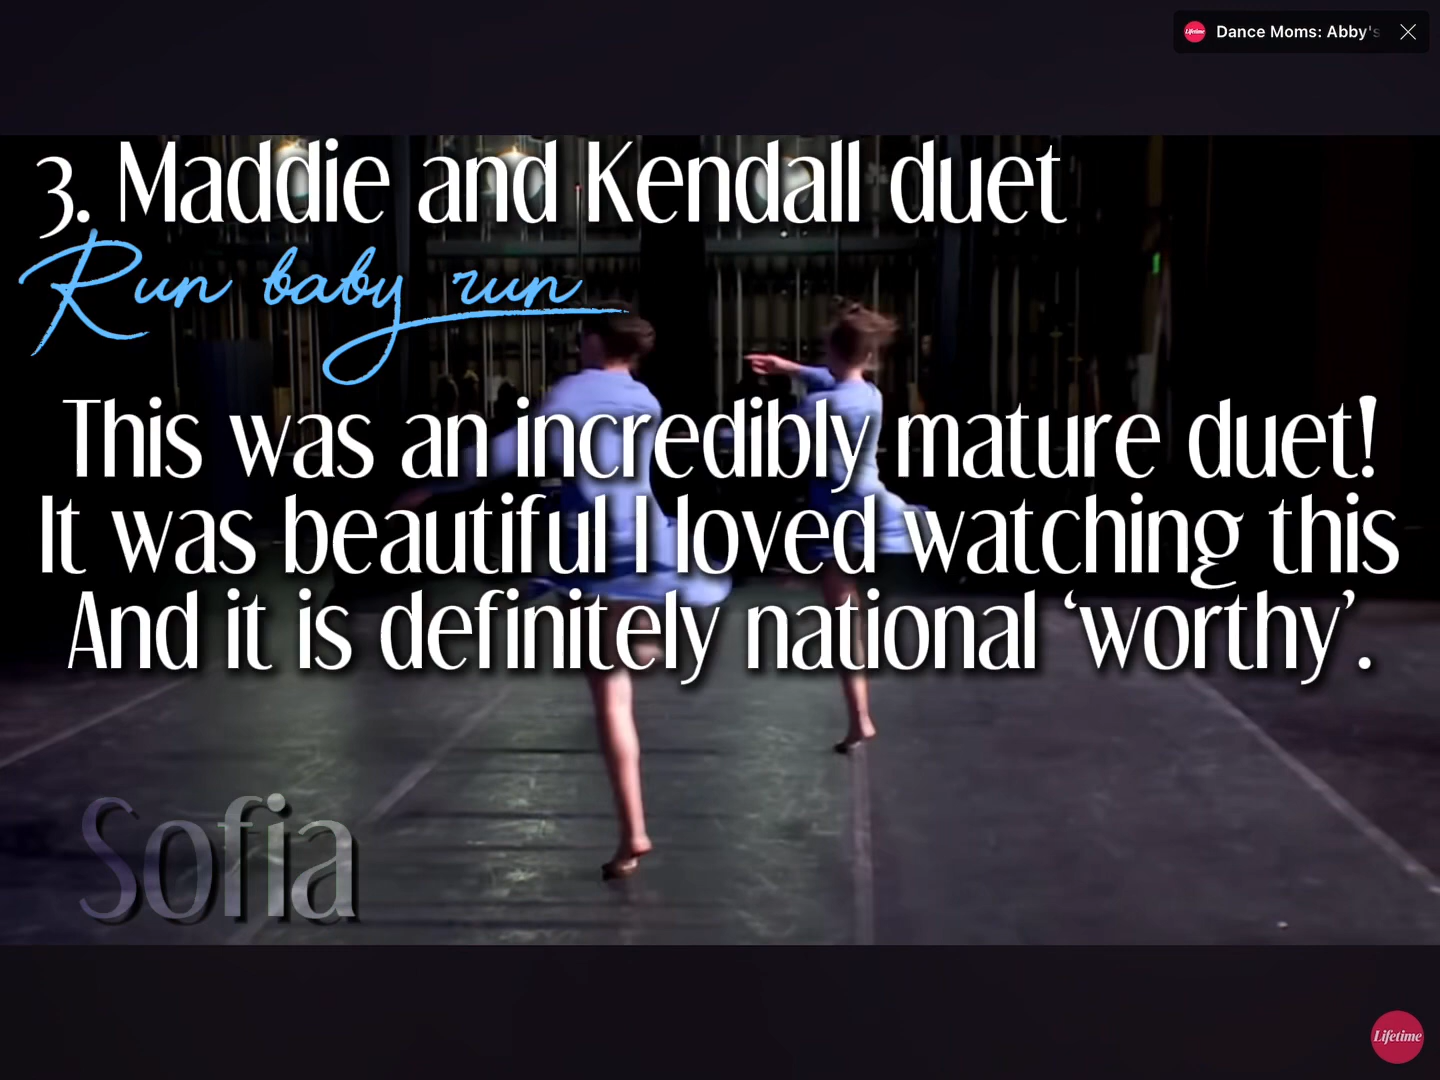 Lifetime Dance Moms: Abby's
3. Maddie and Kendall duet
Run baby run
This was an incredibly mature duet!
It was beautiful I loved watching this
And it is definitely national ‘worthy’.
Sofia
Lifetime